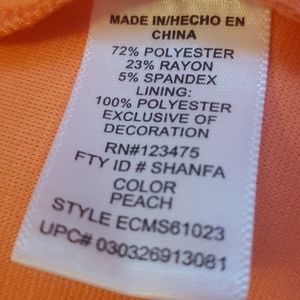 MADE IN/HECHO EN
CHINA
72% POLYESTER
23% RAYON
5% SPANDEX
LINING:
100% POLYESTER
EXCLUSIVE OF
DECORATION
RN#123475
FTY ID # SHANFA
COLOR
PEACH
STYLE ECMS61023
UPC# 030326913081